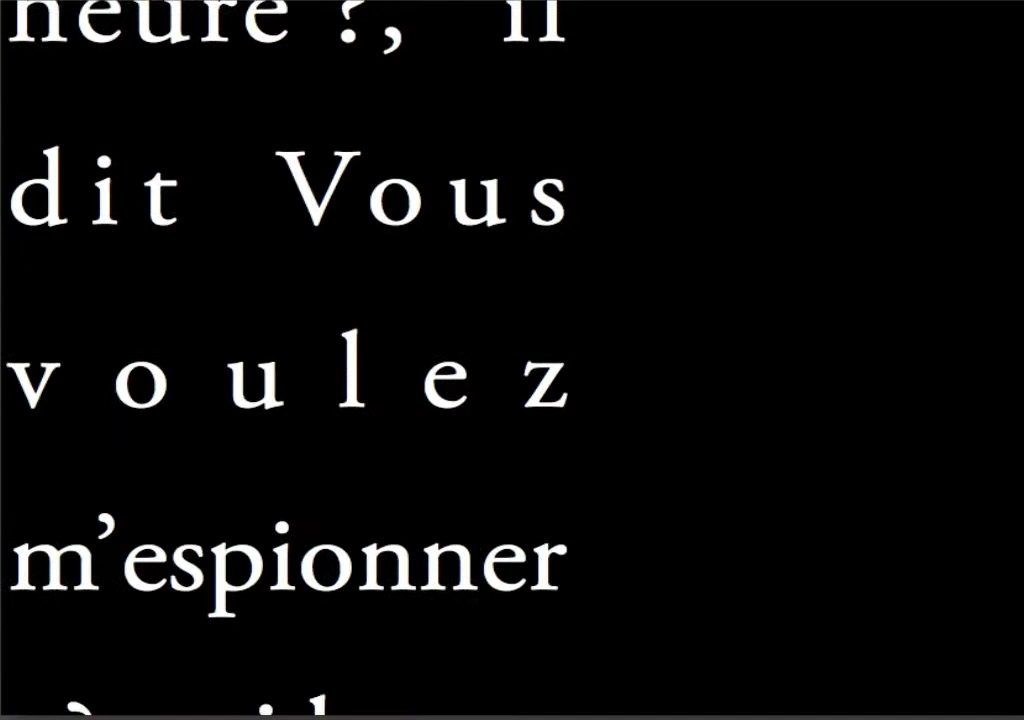 heure ?, il
dit Vous
voulez
m’espionner